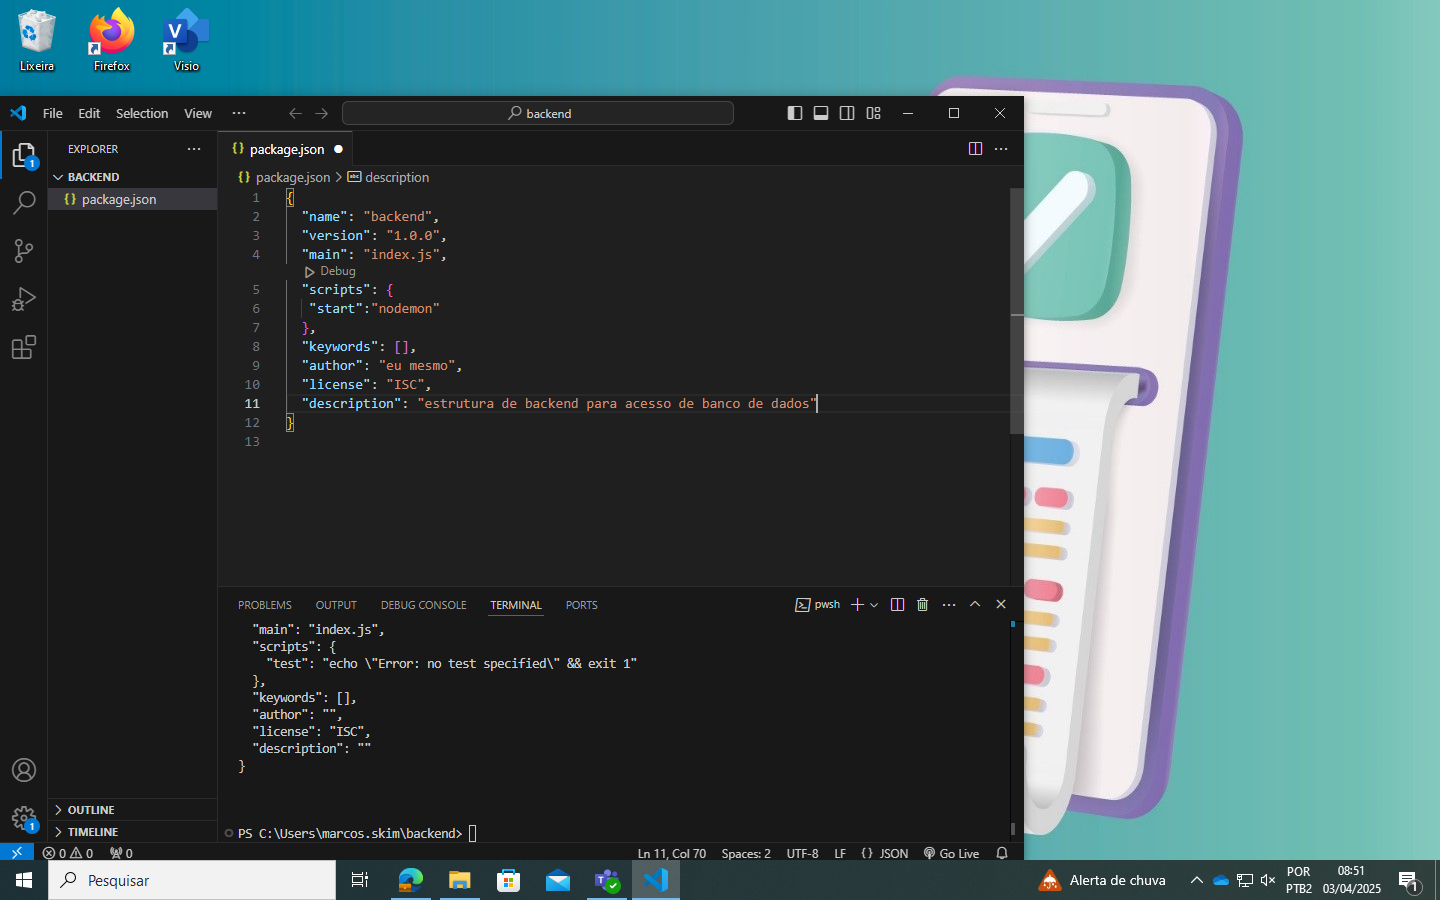 Lixeira
Firefox
Visio
File Edit Selection View ···
backend
EXPLORER
package.json
BACKEND
package.json
package.json > description
1 {
2 "name": "backend",
3 "version": "1.0.0",
4 "main": "index.js",
Debug
5 "scripts": {
6 "start":"nodemon"
7 },
8 "keywords": [],
9 "author": "eu mesmo",
10 "license": "ISC",
11 "description": "estrutura de backend para acesso de banco de dados"
12 }
13
PROBLEMS OUTPUT DEBUG CONSOLE TERMINAL PORTS
pwsh
"main": "index.js",
"scripts": {
"test": "echo \"Error: no test specified\" && exit 1"
},
"keywords": [],
"author": "",
"license": "ISC",
"description": ""
}
PS C:\Users\marcos.skim\backend>
OUTLINE
TIMELINE
1
1
0 0 0
Ln 11, Col 70 Spaces: 2 UTF-8 LF {} JSON Go Live
Pesquisar
Alerta de chuva
POR
PTB2
08:51
03/04/2025
1